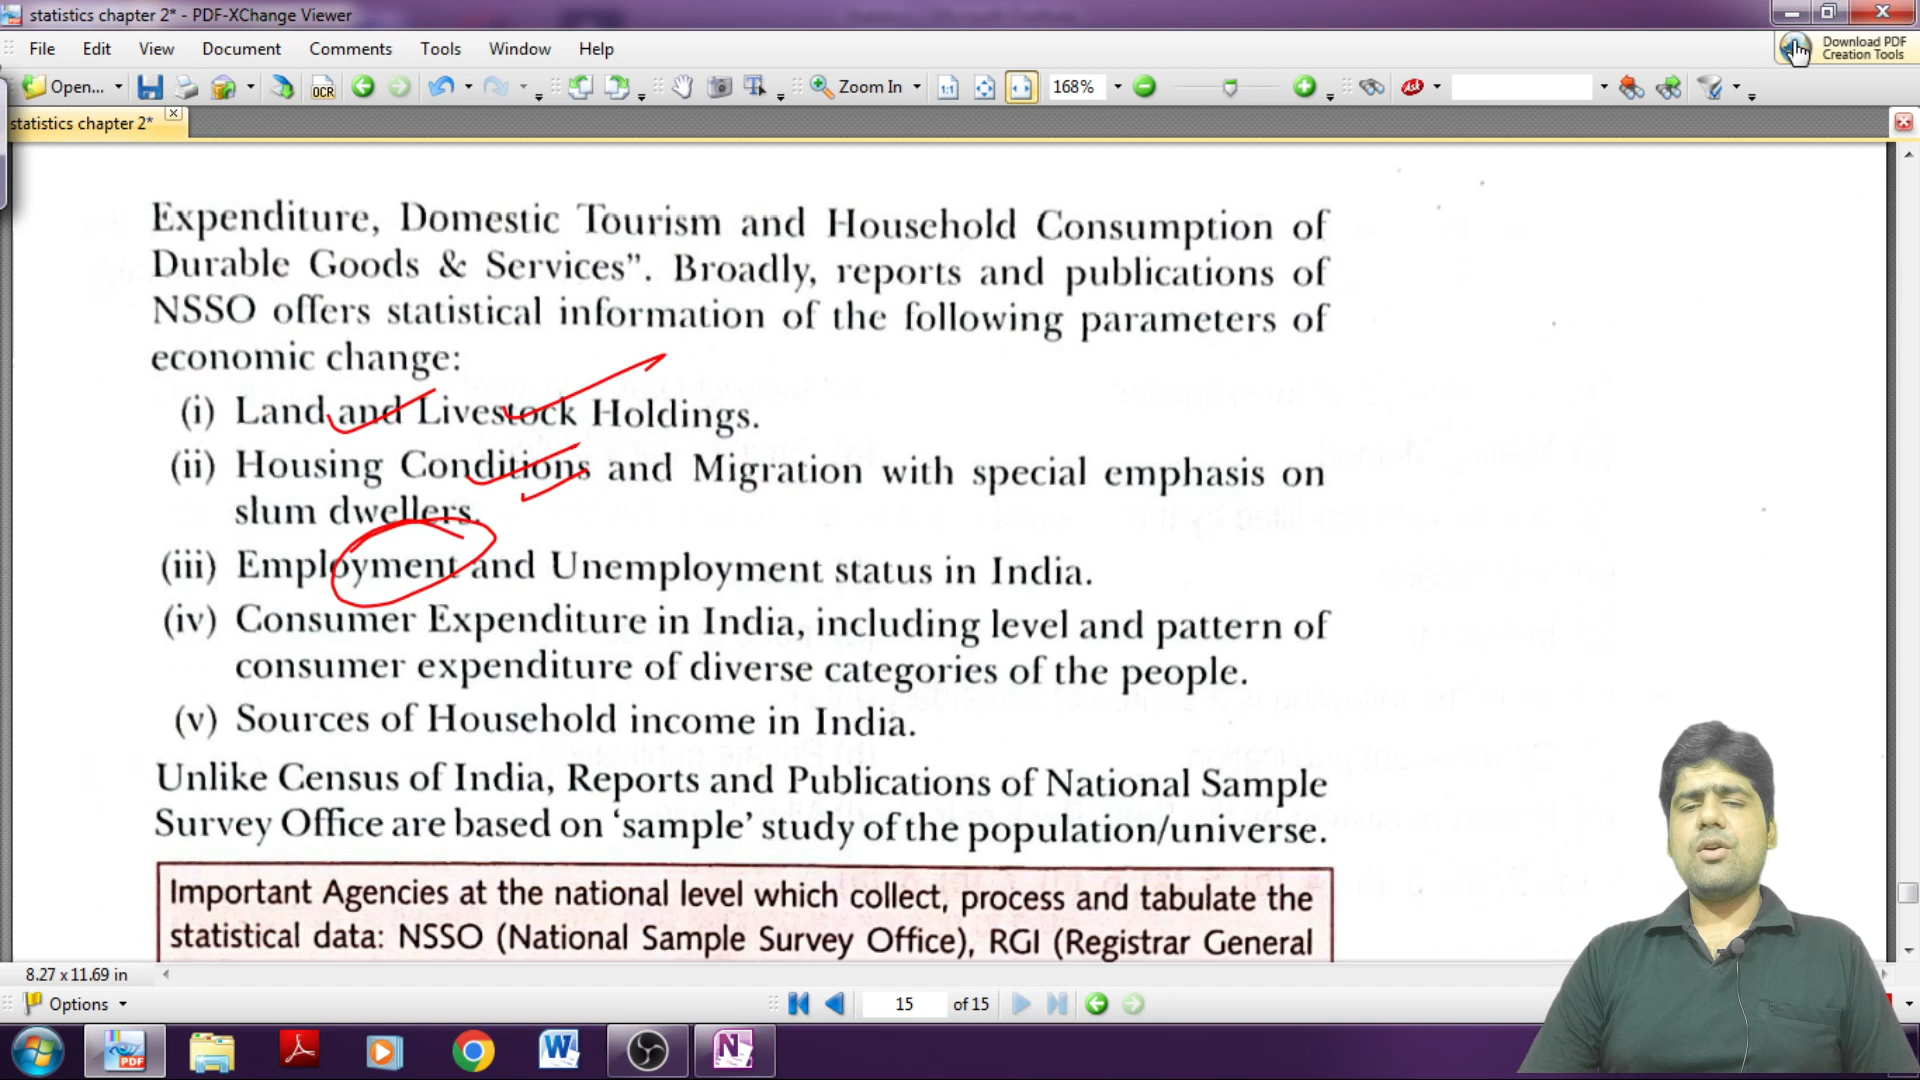 statistics chapter 2* - PDF-XChange Viewer
File Edit View Document Comments Tools Window Help
Download PDF
Creation Tools
Open... OCR Zoom In 1:1 168%
statistics chapter 2*
Expenditure, Domestic Tourism and Household Consumption of
Durable Goods & Services”. Broadly, reports and publications of
NSSO offers statistical information of the following parameters of
economic change:
(i) Land and Livestock Holdings.
(ii) Housing Conditions and Migration with special emphasis on
slum dwellers.
(iii) Employment and Unemployment status in India.
(iv) Consumer Expenditure in India, including level and pattern of
consumer expenditure of diverse categories of the people.
(v) Sources of Household income in India.
Unlike Census of India, Reports and Publications of National Sample
Survey Office are based on ‘sample’ study of the population/universe.
Important Agencies at the national level which collect, process and tabulate the
statistical data: NSSO (National Sample Survey Office), RGI (Registrar General
8.27 x 11.69 in
Options 15 of 15
PDF